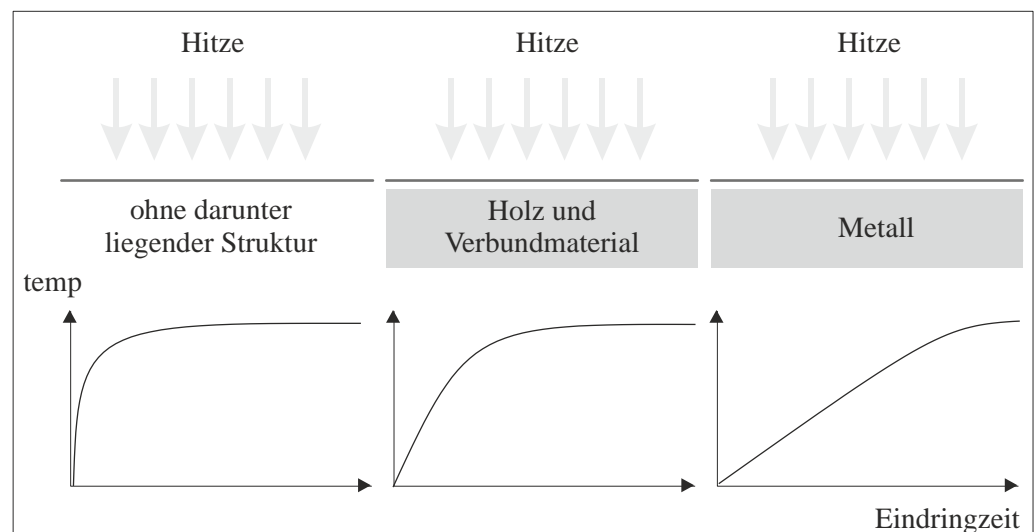 Hitze
Hitze
Hitze
ohne darunter
liegender Struktur
Holz und
Verbundmaterial
Metall
temp
Eindringzeit